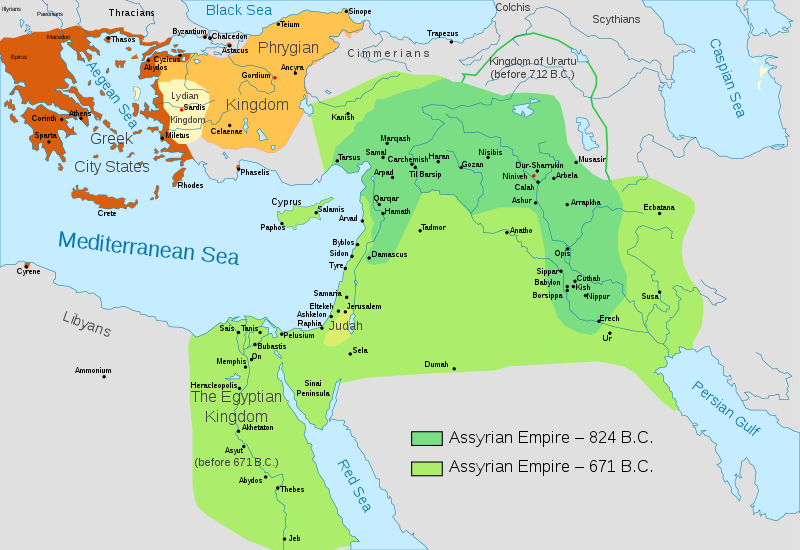 Illyrians
Paeonians
Thracians
Black Sea
Sinope
Colchis
Scythians
Macedon
Thasos
Byzantium
Chalcedon
Astacus
Teium
Trapezus
Epirus
Cyzicus
Abydos
Phrygian
Kingdom
Cimmerians
Kingdom of Urartu
(before 712 B.C.)
Caspian Sea
Aegean Sea
Gordium
Ancyra
Lydian
Kingdom
Sardis
Corinth
Athens
Sparta
Miletus
Celaenae
Greek
City States
Kanish
Marqash
Samal
Tarsus
Carchemish
Haran
Nisibis
Gozan
Til Barsip
Arpad
Dur-Sharrukin
Musasir
Niniveh
Arbela
Calah
Ashur
Arrapkha
Phaselis
Rhodes
Crete
Cyprus
Salamis
Paphos
Qarqar
Hamath
Arvad
Tadmor
Anatho
Ecbatana
Mediterranean Sea
Byblos
Sidon
Tyre
Damascus
Opis
Sippar
Babylon
Borsippa
Cuthah
Kish
Nippur
Susa
Cyrene
Samaria
Eltekeh
Jerusalem
Ashkelon
Raphia
Judah
Erech
Ur
Libyans
Sais
Tanis
Pelusium
Bubastis
On
Memphis
Sela
Dumah
Ammonium
Heracleopolis
Sinai
Peninsula
The Egyptian
Kingdom
Akhetaton
Asyut
(before 671 B.C.)
Abydos
Thebes
Jeb
Red Sea
Persian Gulf
Assyrian Empire – 824 B.C.
Assyrian Empire – 671 B.C.